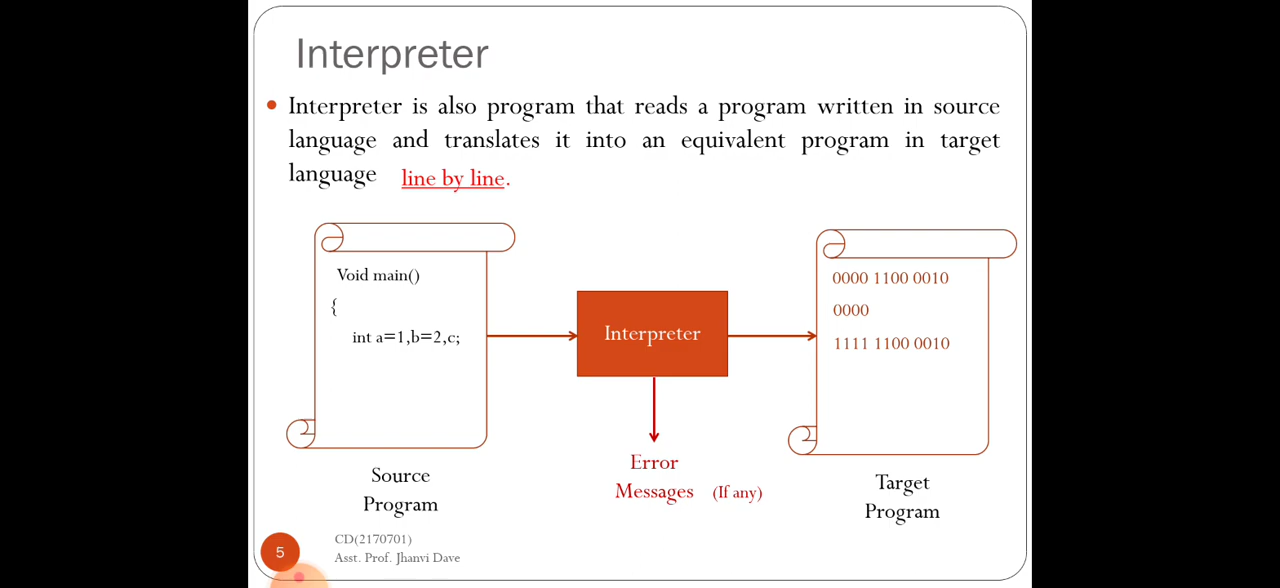 Interpreter
• Interpreter is also program that reads a program written in source
language and translates it into an equivalent program in target
language line by line.
Void main()
{
int a=1,b=2,c;
Interpreter
0000 1100 0010
0000
1111 1100 0010
Error
Messages (If any)
Source
Program
Target
Program
5
CD(2170701)
Asst. Prof. Jhanvi Dave